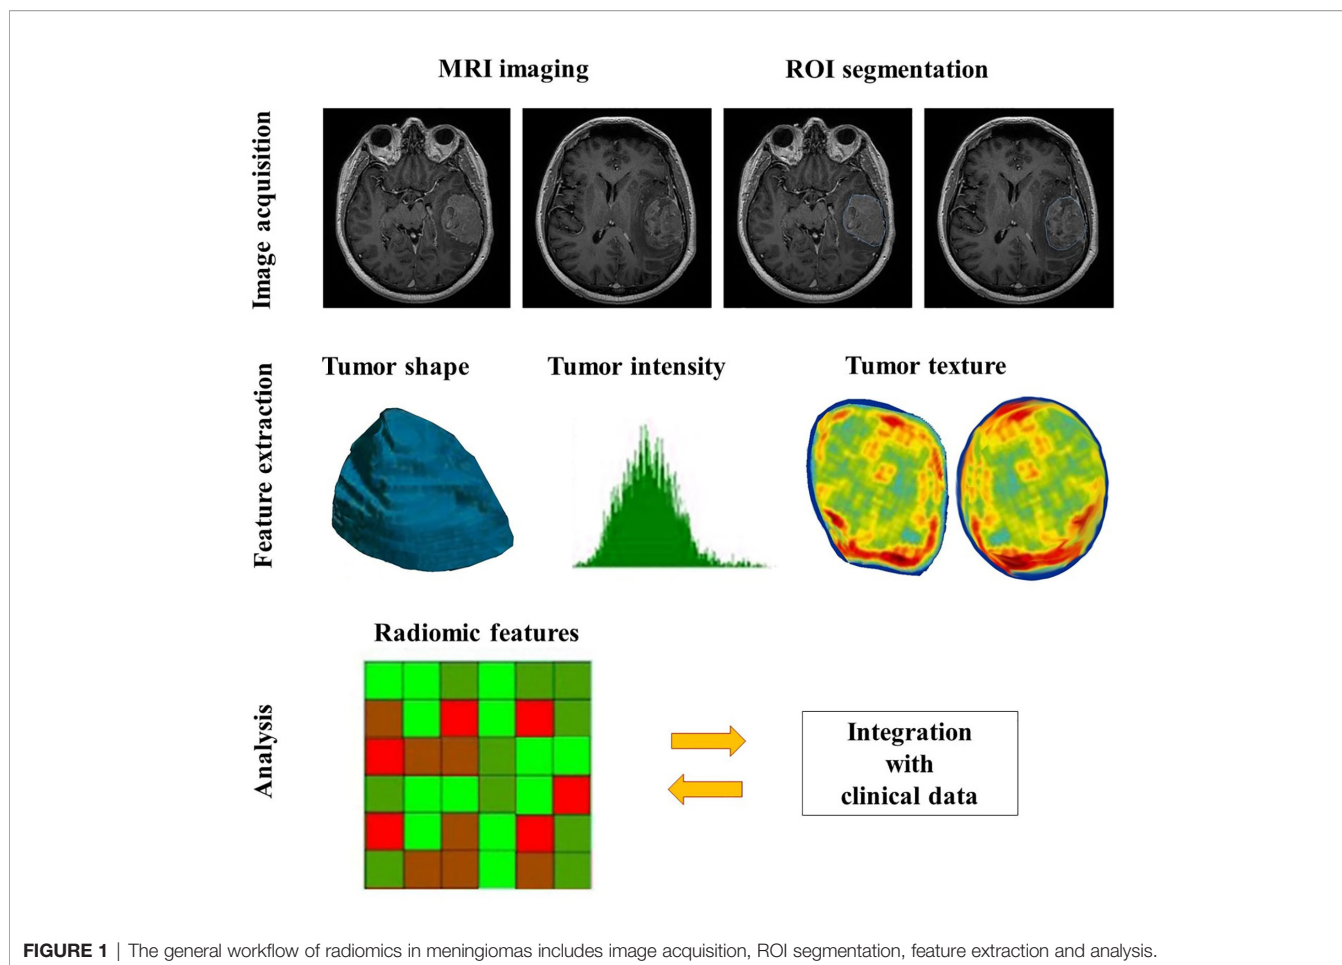 MRI imaging
ROI segmentation
Image acquisition
Tumor shape
Tumor intensity
Tumor texture
Feature extraction
Radiomic features
Analysis
Integration
with
clinical data
FIGURE 1 | The general workflow of radiomics in meningiomas includes image acquisition, ROI segmentation, feature extraction and analysis.